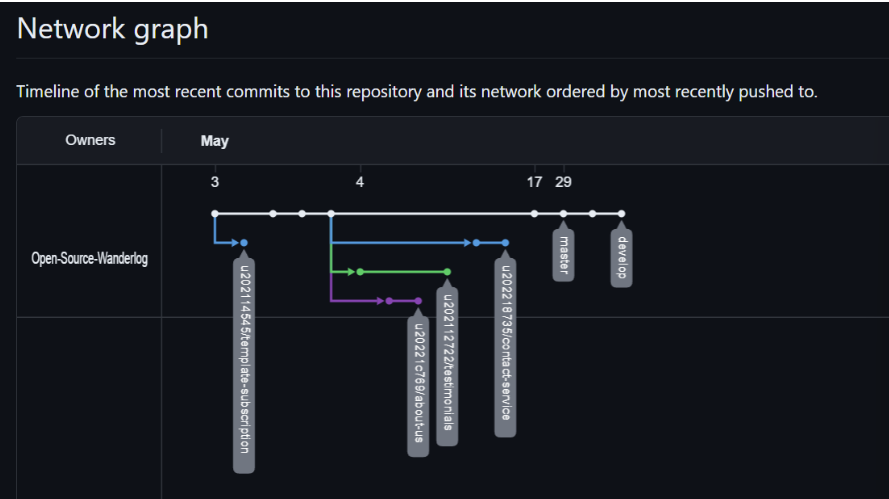 Network graph
Timeline of the most recent commits to this repository and its network ordered by most recently pushed to.
Owners
May
3
4
17
29
Open-Source-Wanderlog
u202114545/template-subscription
u20221c769/about-us
u202112722/testimonials
u202218735/contact-service
master
develop